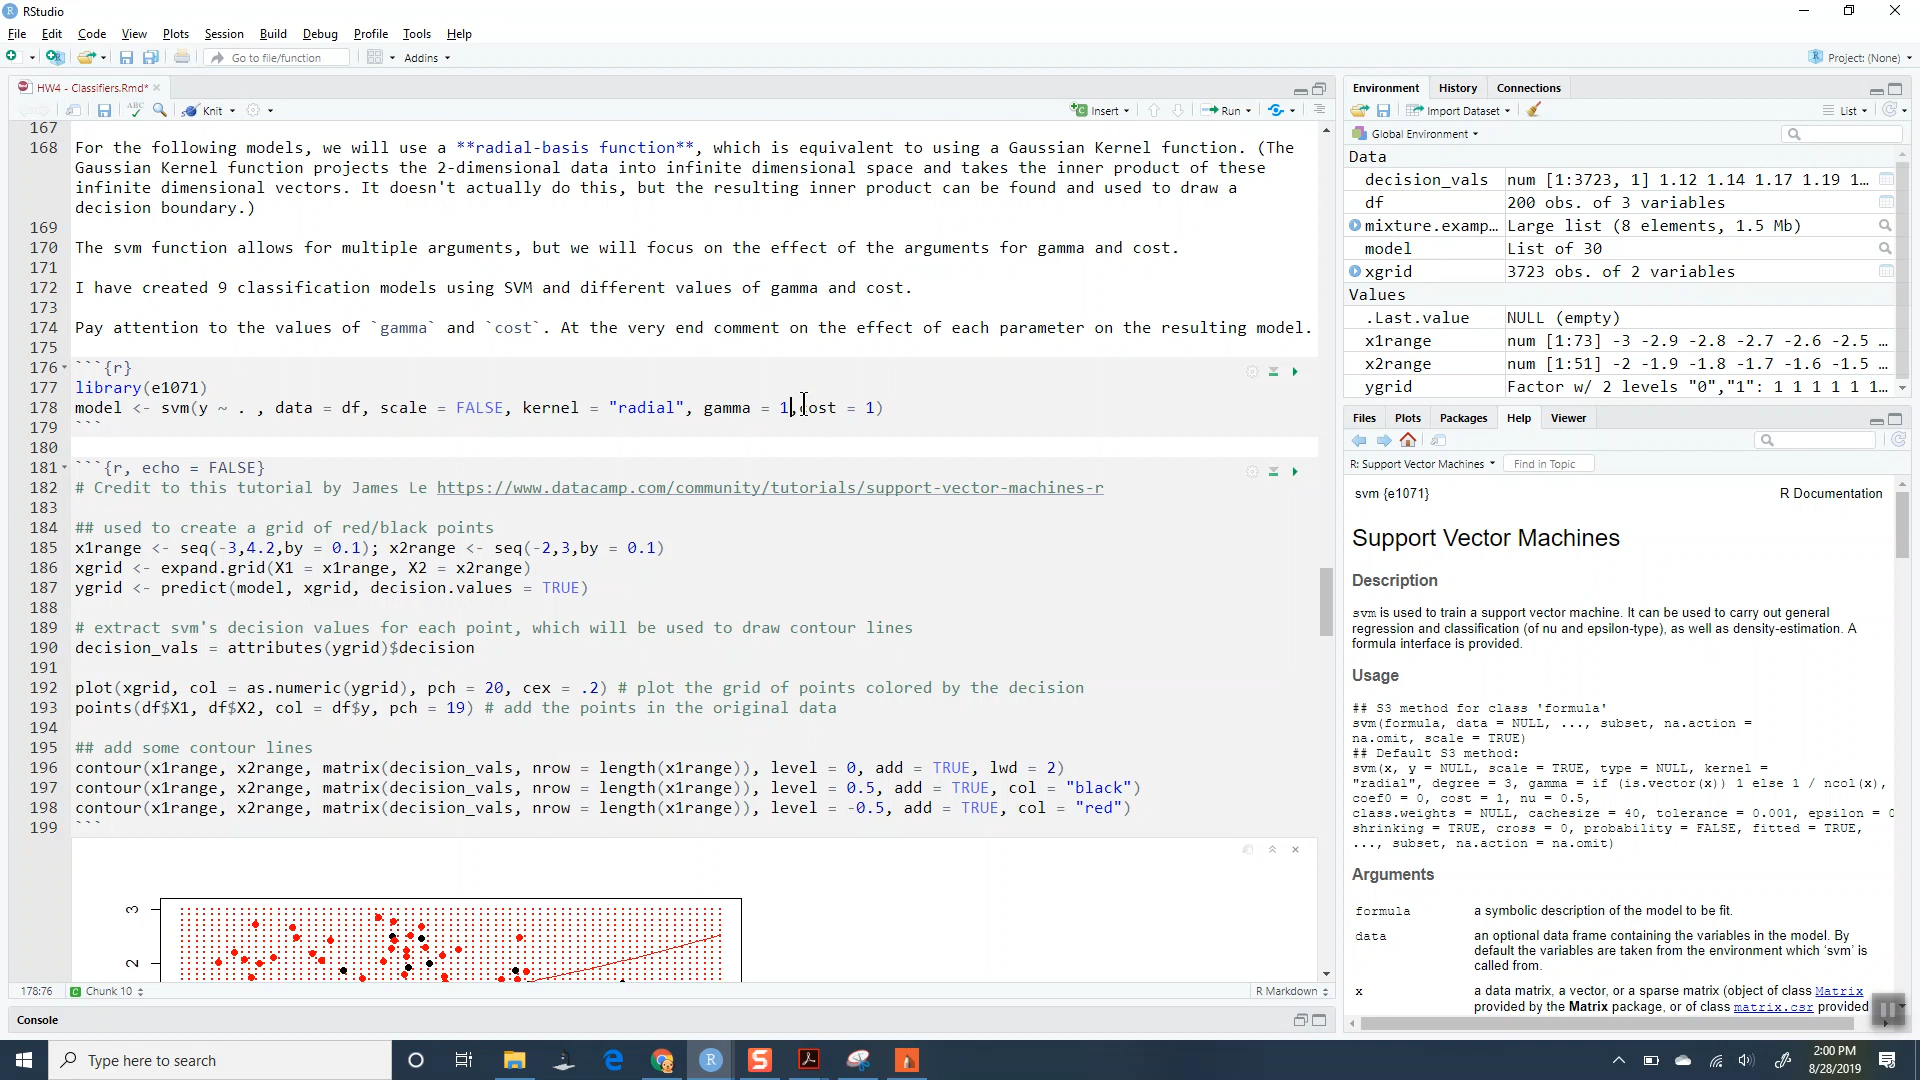 RStudio
File Edit Code View Plots Session Build Debug Profile Tools Help
Go to file/function Addins Project: (None)
HW4 - Classifiers.Rmd*
ABC Knit Insert Run
167
168 For the following models, we will use a **radial-basis function**, which is equivalent to using a Gaussian Kernel function. (The
Gaussian Kernel function projects the 2-dimensional data into infinite dimensional space and takes the inner product of these
infinite dimensional vectors. It doesn't actually do this, but the resulting inner product can be found and used to draw a
decision boundary.)
169
170 The svm function allows for multiple arguments, but we will focus on the effect of the arguments for gamma and cost.
171
172 I have created 9 classification models using SVM and different values of gamma and cost.
173
174 Pay attention to the values of `gamma` and `cost`. At the very end comment on the effect of each parameter on the resulting model.
175
176 ```{r}
177 library(e1071)
178 model <- svm(y ~ . , data = df, scale = FALSE, kernel = "radial", gamma = 1,cost = 1)
179 ```
180
181 ```{r, echo = FALSE}
182 # Credit to this tutorial by James Le https://www.datacamp.com/community/tutorials/support-vector-machines-r
183
184 ## used to create a grid of red/black points
185 x1range <- seq(-3,4.2,by = 0.1); x2range <- seq(-2,3,by = 0.1)
186 xgrid <- expand.grid(X1 = x1range, X2 = x2range)
187 ygrid <- predict(model, xgrid, decision.values = TRUE)
188
189 # extract svm's decision values for each point, which will be used to draw contour lines
190 decision_vals = attributes(ygrid)$decision
191
192 plot(xgrid, col = as.numeric(ygrid), pch = 20, cex = .2) # plot the grid of points colored by the decision
193 points(df$X1, df$X2, col = df$y, pch = 19) # add the points in the original data
194
195 ## add some contour lines
196 contour(x1range, x2range, matrix(decision_vals, nrow = length(x1range)), level = 0, add = TRUE, lwd = 2)
197 contour(x1range, x2range, matrix(decision_vals, nrow = length(x1range)), level = 0.5, add = TRUE, col = "black")
198 contour(x1range, x2range, matrix(decision_vals, nrow = length(x1range)), level = -0.5, add = TRUE, col = "red")
199 ```
3
2
178:76 Chunk 10 R Markdown
Console
Environment History Connections
Import Dataset List
Global Environment
Data
decision_vals num [1:3723, 1] 1.12 1.14 1.17 1.19 1...
df 200 obs. of 3 variables
mixture.examp... Large list (8 elements, 1.5 Mb)
model List of 30
xgrid 3723 obs. of 2 variables
Values
.Last.value NULL (empty)
x1range num [1:73] -3 -2.9 -2.8 -2.7 -2.6 -2.5 ...
x2range num [1:51] -2 -1.9 -1.8 -1.7 -1.6 -1.5 ...
ygrid Factor w/ 2 levels "0","1": 1 1 1 1 1 1...
Files Plots Packages Help Viewer
R: Support Vector Machines Find in Topic
svm {e1071} R Documentation
Support Vector Machines
Description
svm is used to train a support vector machine. It can be used to carry out general
regression and classification (of nu and epsilon-type), as well as density-estimation. A
formula interface is provided.
Usage
## S3 method for class 'formula'
svm(formula, data = NULL, ..., subset, na.action =
na.omit, scale = TRUE)
## Default S3 method:
svm(x, y = NULL, scale = TRUE, type = NULL, kernel =
"radial", degree = 3, gamma = if (is.vector(x)) 1 else 1 / ncol(x),
coef0 = 0, cost = 1, nu = 0.5,
class.weights = NULL, cachesize = 40, tolerance = 0.001, epsilon = 0
shrinking = TRUE, cross = 0, probability = FALSE, fitted = TRUE,
..., subset, na.action = na.omit)
Arguments
formula a symbolic description of the model to be fit.
data an optional data frame containing the variables in the model. By
default the variables are taken from the environment which ‘svm’ is
called from.
x a data matrix, a vector, or a sparse matrix (object of class Matrix
provided by the Matrix package, or of class matrix.csr provided
Type here to search
2:00 PM
8/28/2019